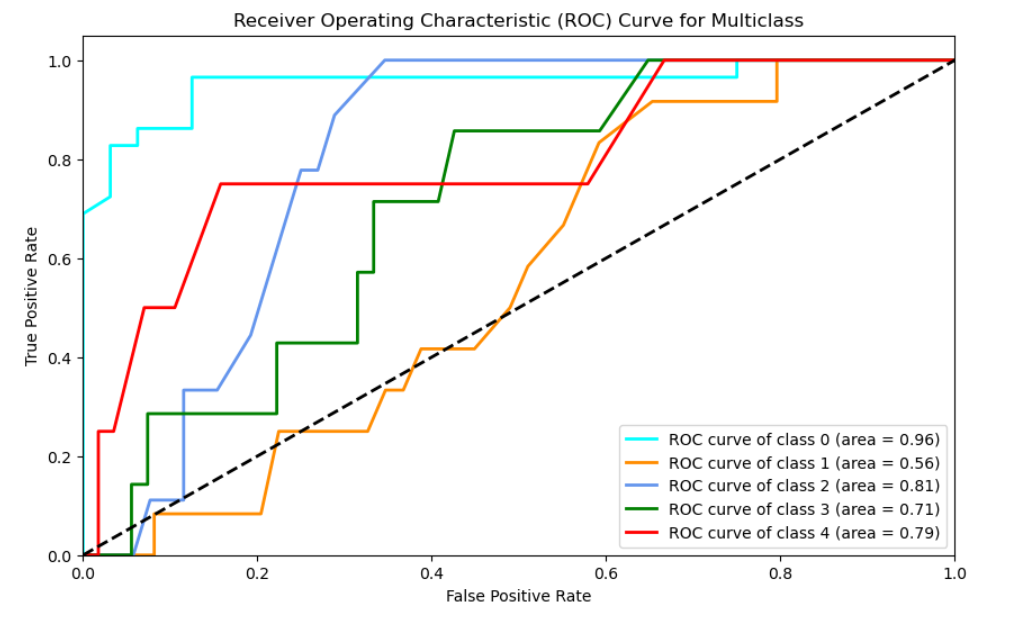 Receiver Operating Characteristic (ROC) Curve for Multiclass
1.0
0.8
0.6
0.4
0.2
0.0
True Positive Rate
ROC curve of class 0 (area = 0.96)
ROC curve of class 1 (area = 0.56)
ROC curve of class 2 (area = 0.81)
ROC curve of class 3 (area = 0.71)
ROC curve of class 4 (area = 0.79)
0.0 0.2 0.4 0.6 0.8 1.0
False Positive Rate